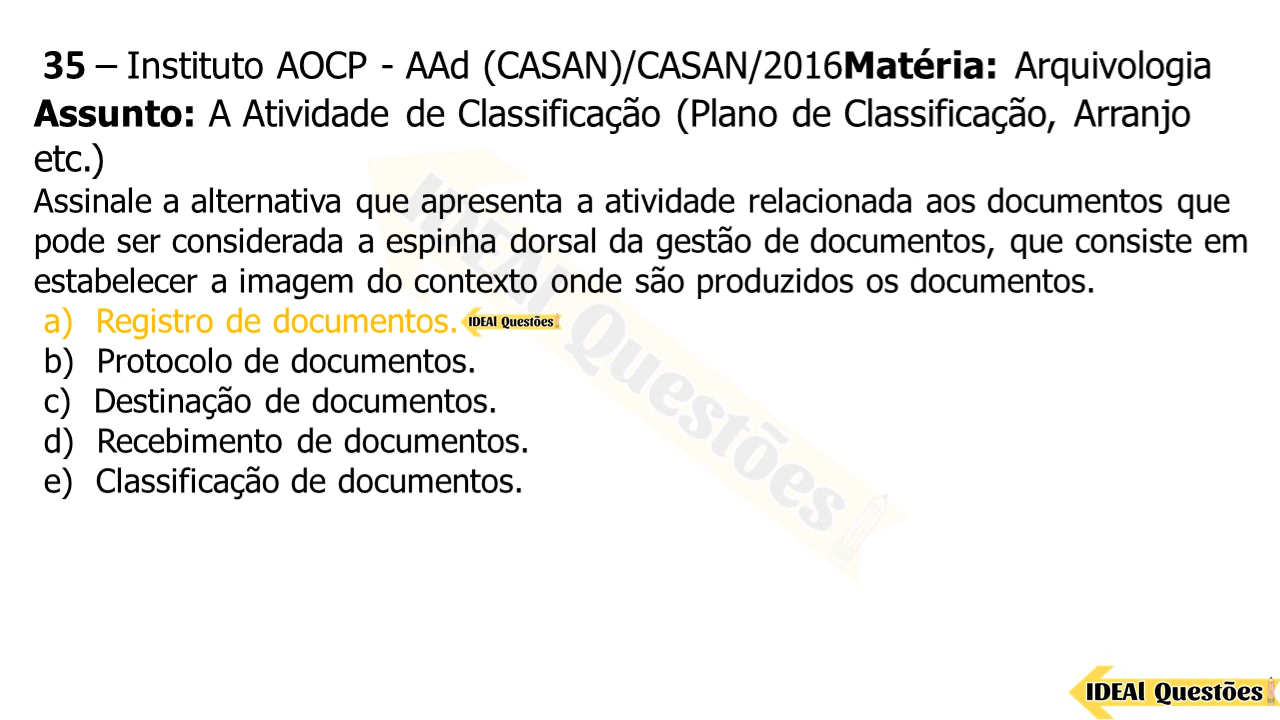 35 – Instituto AOCP - AAd (CASAN)/CASAN/2016Matéria: Arquivologia
Assunto: A Atividade de Classificação (Plano de Classificação, Arranjo
etc.)
Assinale a alternativa que apresenta a atividade relacionada aos documentos que
pode ser considerada a espinha dorsal da gestão de documentos, que consiste em
estabelecer a imagem do contexto onde são produzidos os documentos.
a) Registro de documentos. IDEAl Questões
b) Protocolo de documentos.
c) Destinação de documentos.
d) Recebimento de documentos.
e) Classificação de documentos.
IDEAl Questões
IDEAl Questões